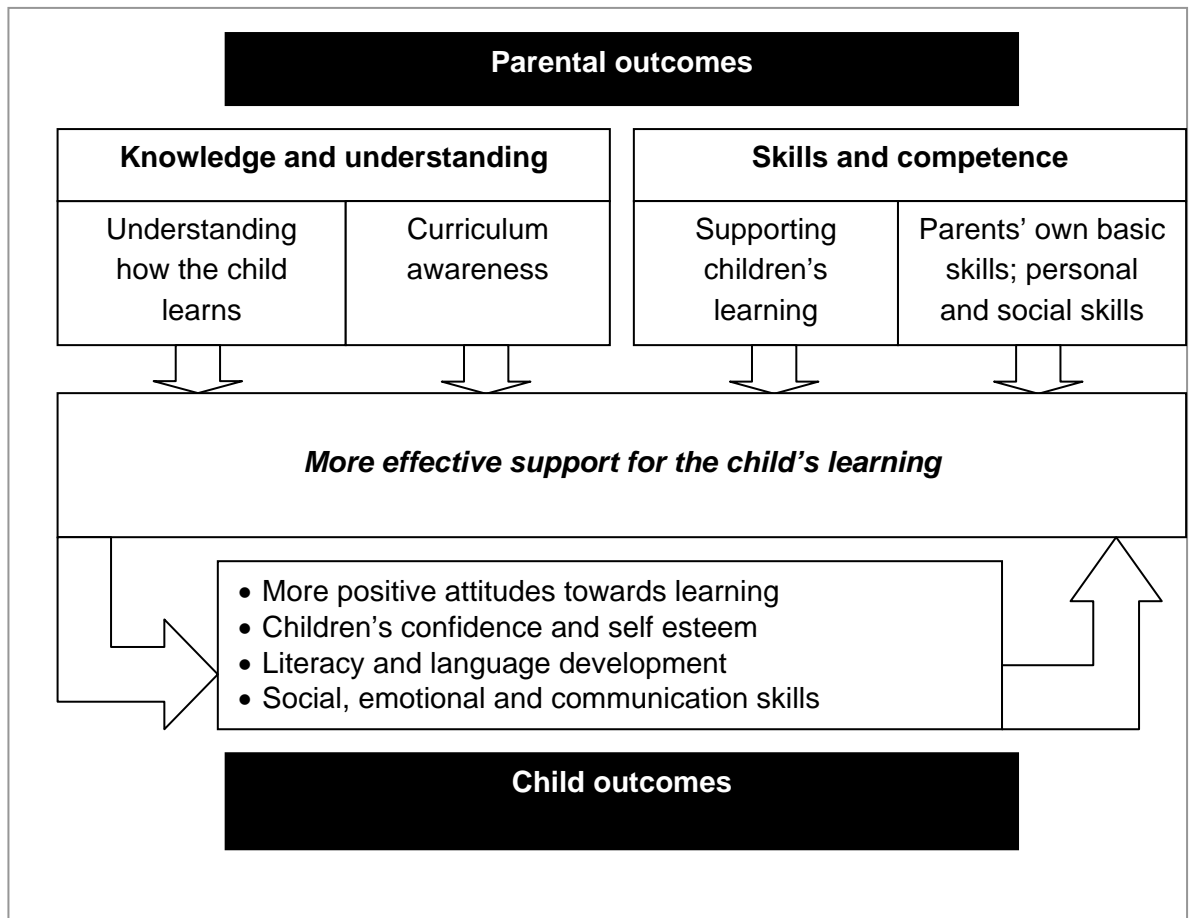 Parental outcomes
Knowledge and understanding
Skills and competence
Understanding
how the child
learns
Curriculum
awareness
Supporting
children’s
learning
Parents’ own basic
skills; personal
and social skills
More effective support for the child’s learning
• More positive attitudes towards learning
• Children’s confidence and self esteem
• Literacy and language development
• Social, emotional and communication skills
Child outcomes